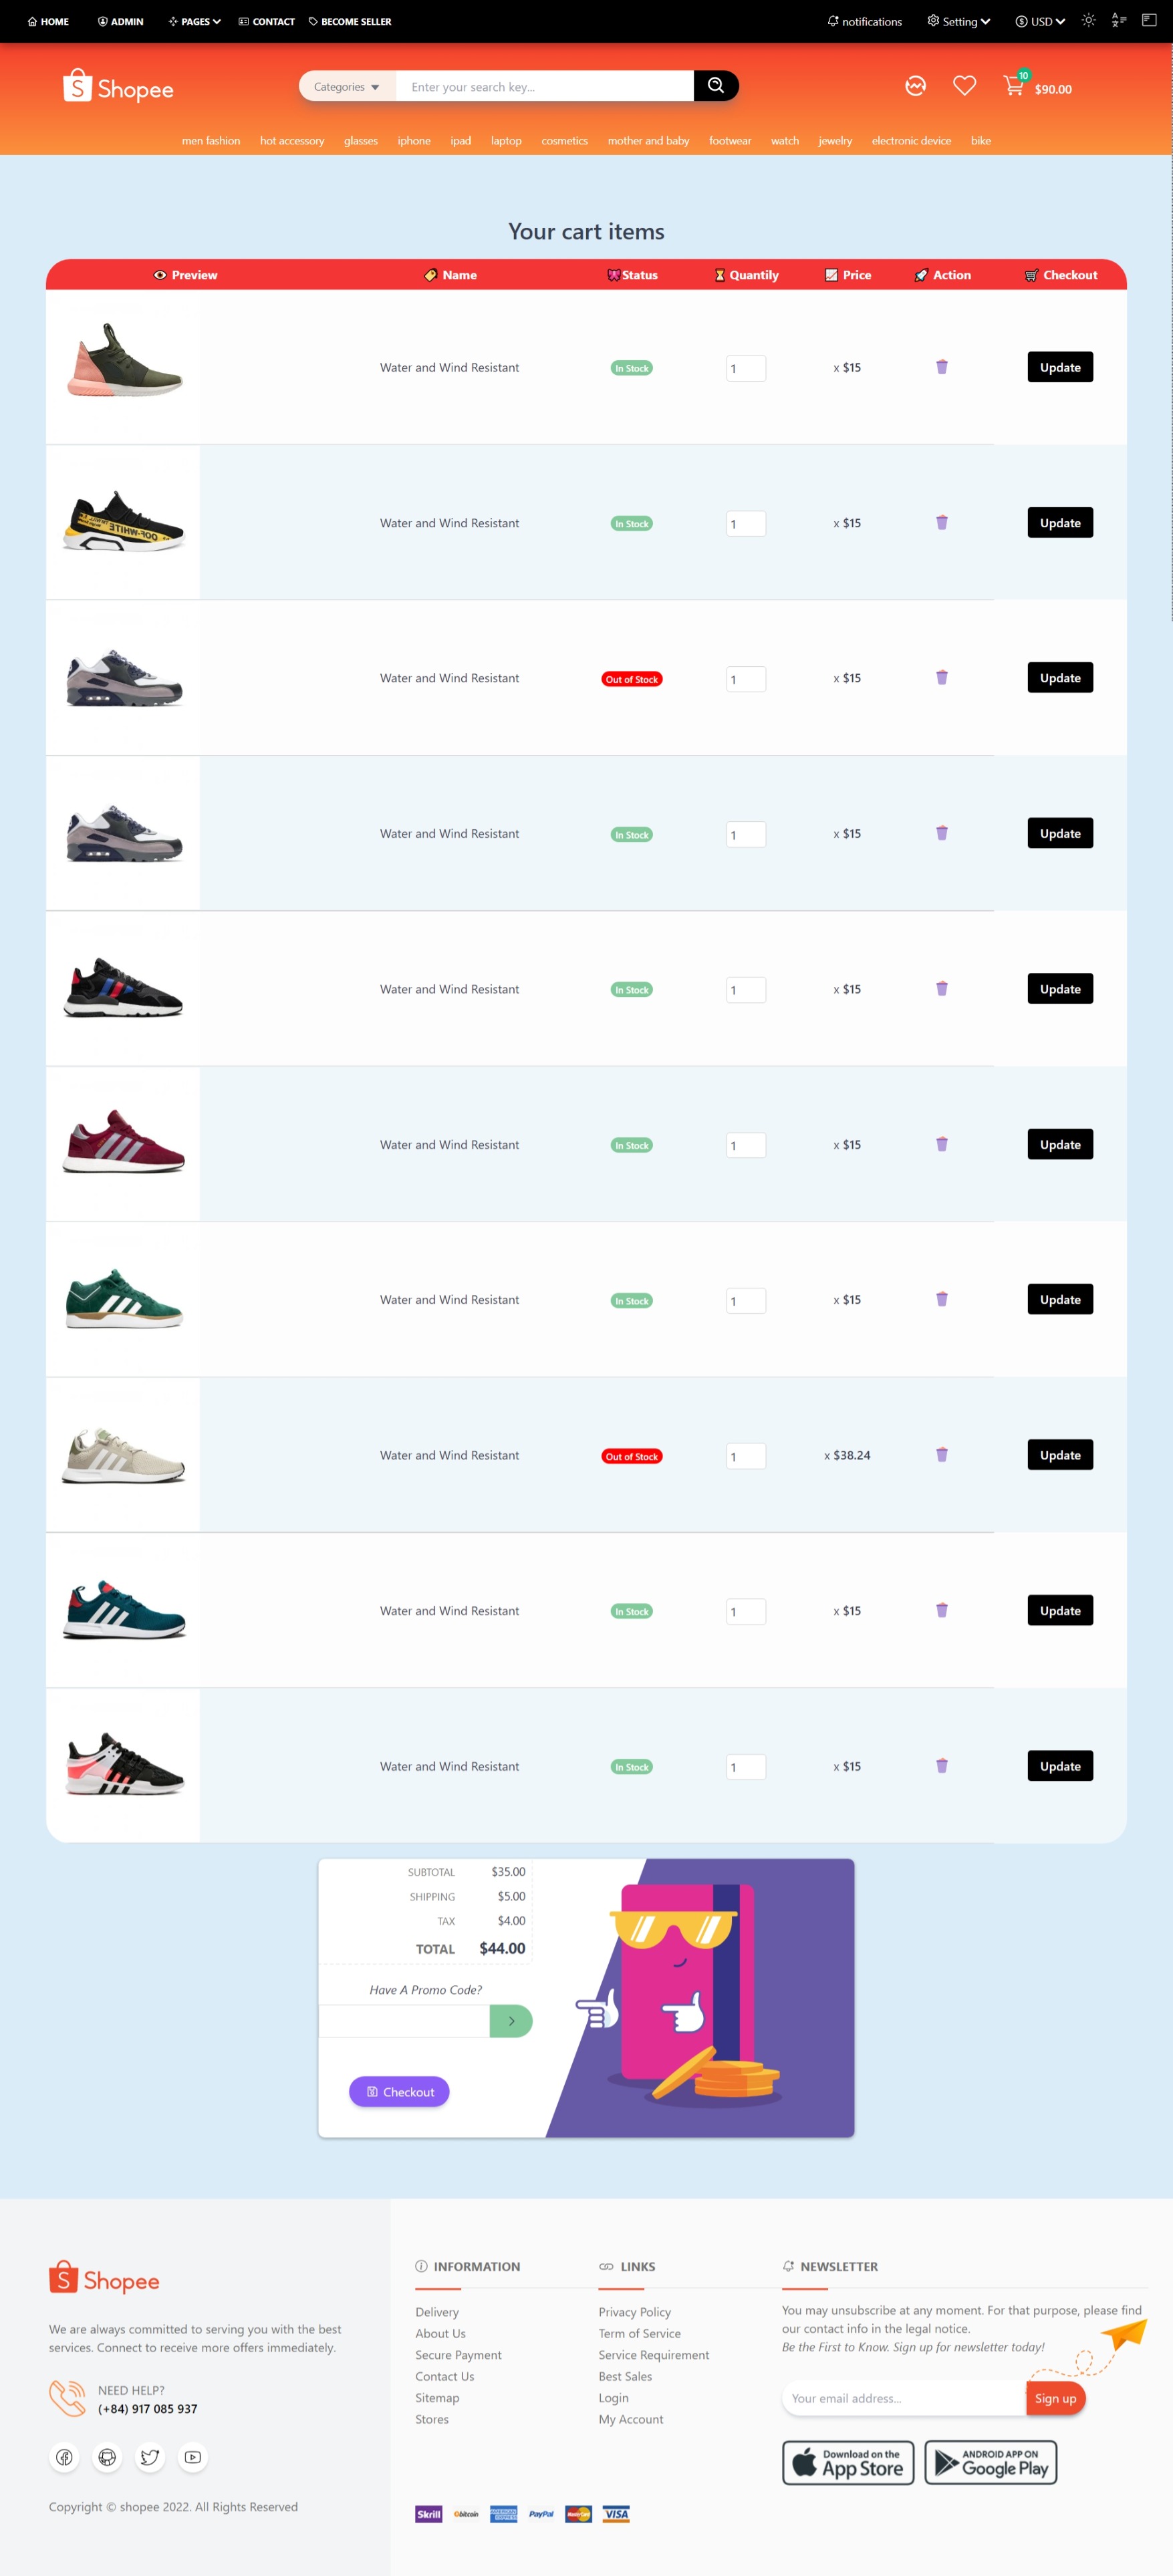 HOME ADMIN PAGES CONTACT BECOME SELLER notifications Setting USD
Shopee Categories Enter your search key... 10 $90.00
men fashion hot accessory glasses iphone ipad laptop cosmetics mother and baby footwear watch jewelry electronic device bike
Your cart items
Preview Name Status Quantily Price Action Checkout
Water and Wind Resistant In Stock 1 x $15 Update
Water and Wind Resistant In Stock 1 x $15 Update
Water and Wind Resistant Out of Stock 1 x $15 Update
Water and Wind Resistant In Stock 1 x $15 Update
Water and Wind Resistant In Stock 1 x $15 Update
Water and Wind Resistant In Stock 1 x $15 Update
Water and Wind Resistant In Stock 1 x $15 Update
Water and Wind Resistant Out of Stock 1 x $38.24 Update
Water and Wind Resistant In Stock 1 x $15 Update
Water and Wind Resistant In Stock 1 x $15 Update
SUBTOTAL $35.00
SHIPPING $5.00
TAX $4.00
TOTAL $44.00
Have A Promo Code?
Checkout
Shopee
We are always committed to serving you with the best
services. Connect to receive more offers immediately.
NEED HELP?
(+84) 917 085 937
Copyright © shopee 2022. All Rights Reserved
INFORMATION
Delivery
About Us
Secure Payment
Contact Us
Sitemap
Stores
LINKS
Privacy Policy
Term of Service
Service Requirement
Best Sales
Login
My Account
NEWSLETTER
You may unsubscribe at any moment. For that purpose, please find
our contact info in the legal notice.
Be the First to Know. Sign up for newsletter today!
Your email address... Sign up
Download on the
App Store
ANDROID APP ON
Google Play
Skrill bitcoin AMERICAN EXPRESS PayPal MasterCard VISA